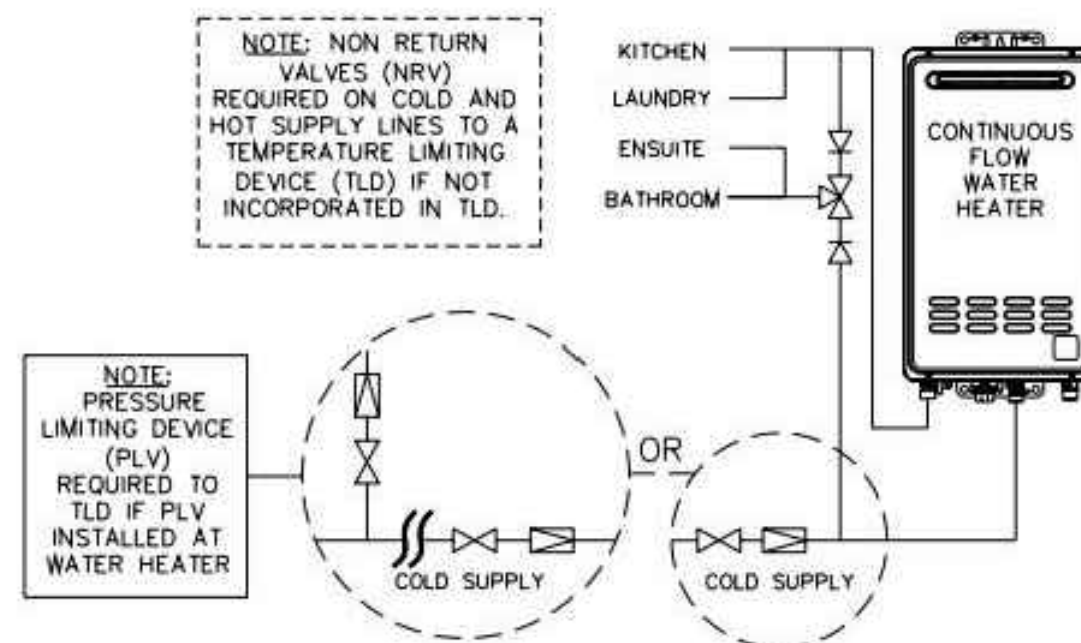 NOTE: NON RETURN
VALVES (NRV)
REQUIRED ON COLD AND
HOT SUPPLY LINES TO A
TEMPERATURE LIMITING
DEVICE (TLD) IF NOT
INCORPORATED IN TLD.
KITCHEN
LAUNDRY
ENSUITE
BATHROOM
CONTINUOUS
FLOW
WATER
HEATER
NOTE:
PRESSURE
LIMITING DEVICE
(PLV)
REQUIRED TO
TLD IF PLV
INSTALLED AT
WATER HEATER
OR
COLD SUPPLY
COLD SUPPLY